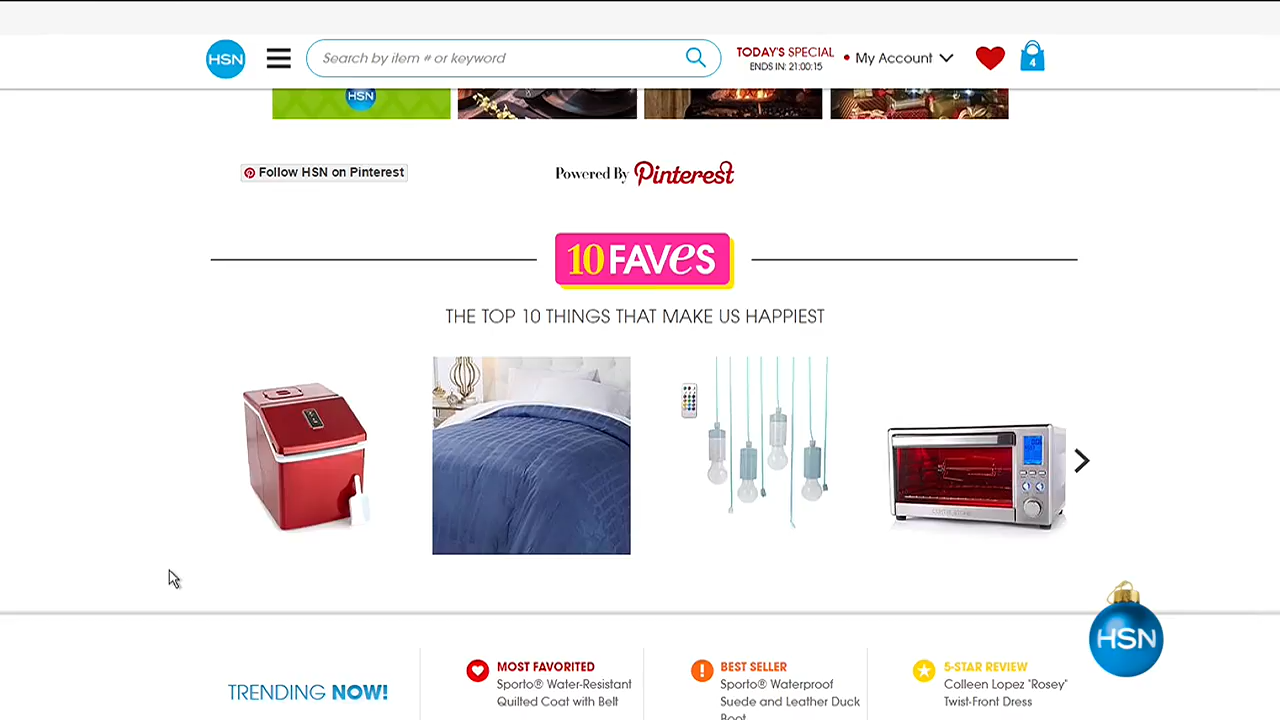 HSN
Search by item # or keyword
TODAY'S SPECIAL
ENDS IN: 21:00:15
My Account
4
HSN
Follow HSN on Pinterest
Powered By Pinterest
10 FAVeS
THE TOP 10 THINGS THAT MAKE US HAPPIEST
HSN
TRENDING NOW!
MOST FAVORITED
Sporto® Water-Resistant
Quilted Coat with Belt
BEST SELLER
Sporto® Waterproof
Suede and Leather Duck
Boot
5-STAR REVIEW
Colleen Lopez "Rosey"
Twist-Front Dress